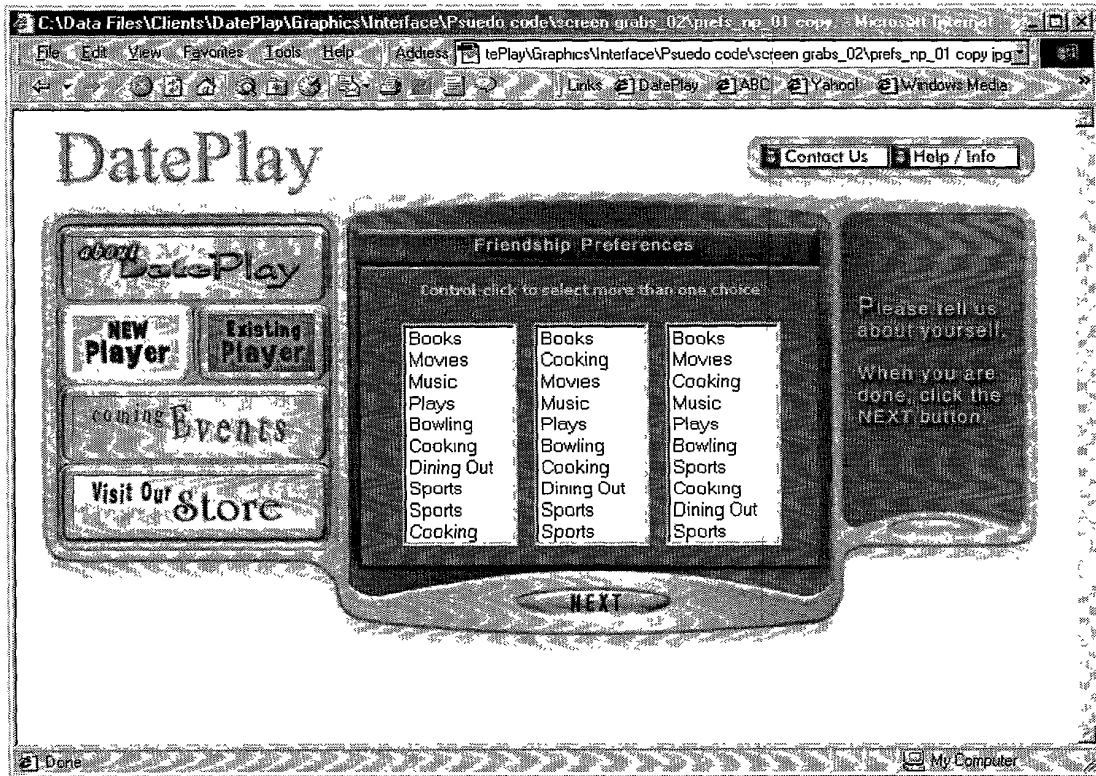 C:\Data Files\Clients\DatePlay\Graphics\Interface\Psuedo code\screen grabs_02\prefs_np_01 copy - Microsoft Internet
File Edit View Favorites Tools Help Address tePlay\Graphics\Interface\Psuedo code\screen grabs_02\prefs_np_01 copy jpg
Links DatePlay ABC Yahoo! Windows Media »
DatePlay
Contact Us Help / Info
about DatePlay
NEW Player
Existing Player
coming Events
Visit Our Store
Friendship Preferences
Control-click to select more than one choice
Books
Movies
Music
Plays
Bowling
Cooking
Dining Out
Sports
Sports
Cooking
Books
Cooking
Movies
Music
Plays
Bowling
Cooking
Dining Out
Sports
Sports
Books
Movies
Cooking
Music
Plays
Bowling
Sports
Cooking
Dining Out
Sports
NEXT
Please tell us
about yourself.
When you are
done, click the
NEXT button.
Done My Computer